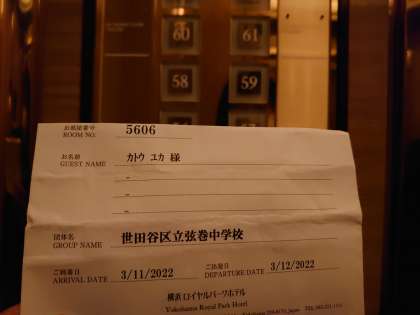 60 61
58 59
お部屋番号 5606
ROOM NO.
お名前 カトウ ユカ 様
GUEST NAME
団体名 世田谷区立弦巻中学校
GROUP NAME
ご到着日 3/11/2022 ご出発日 3/12/2022
ARRIVAL DATE DEPARTURE DATE
横浜ロイヤルパークホテル
Yokohama Royal Park Hotel